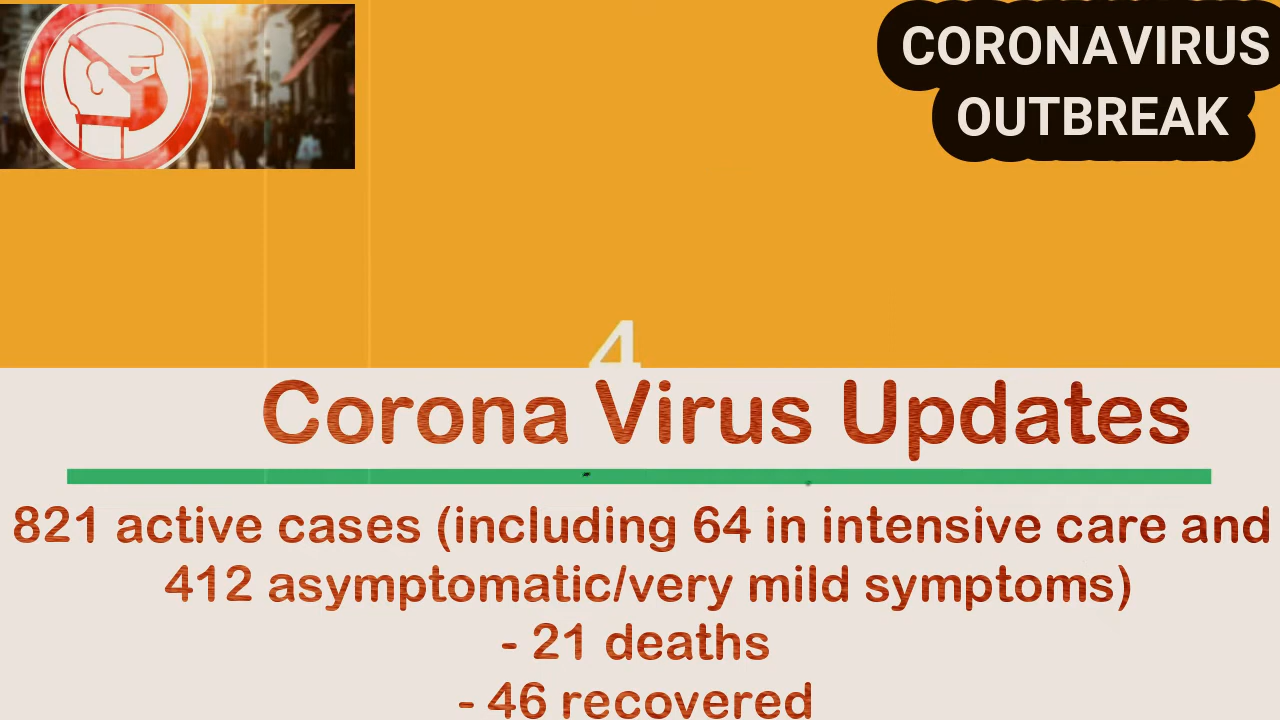 CORONAVIRUS
OUTBREAK
4
Corona Virus Updates
821 active cases (including 64 in intensive care and
412 asymptomatic/very mild symptoms)
- 21 deaths
- 46 recovered